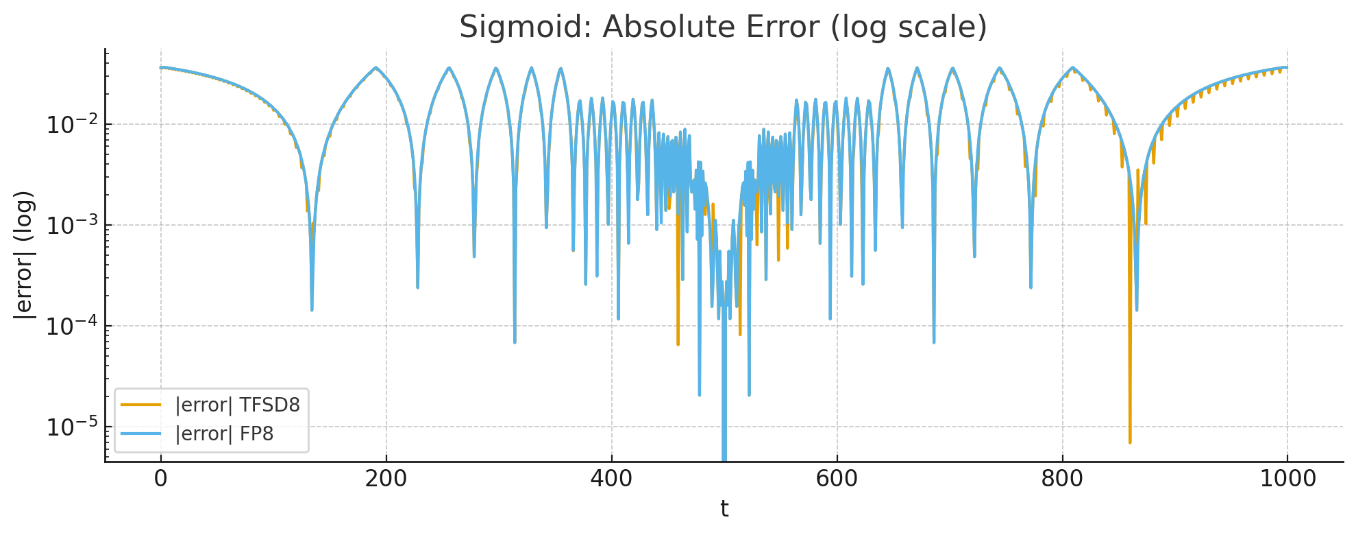 Sigmoid: Absolute Error (log scale)
|error| (log)
10⁻²
10⁻³
10⁻⁴
10⁻⁵
|error| TFSD8
|error| FP8
0 200 400 600 800 1000
t